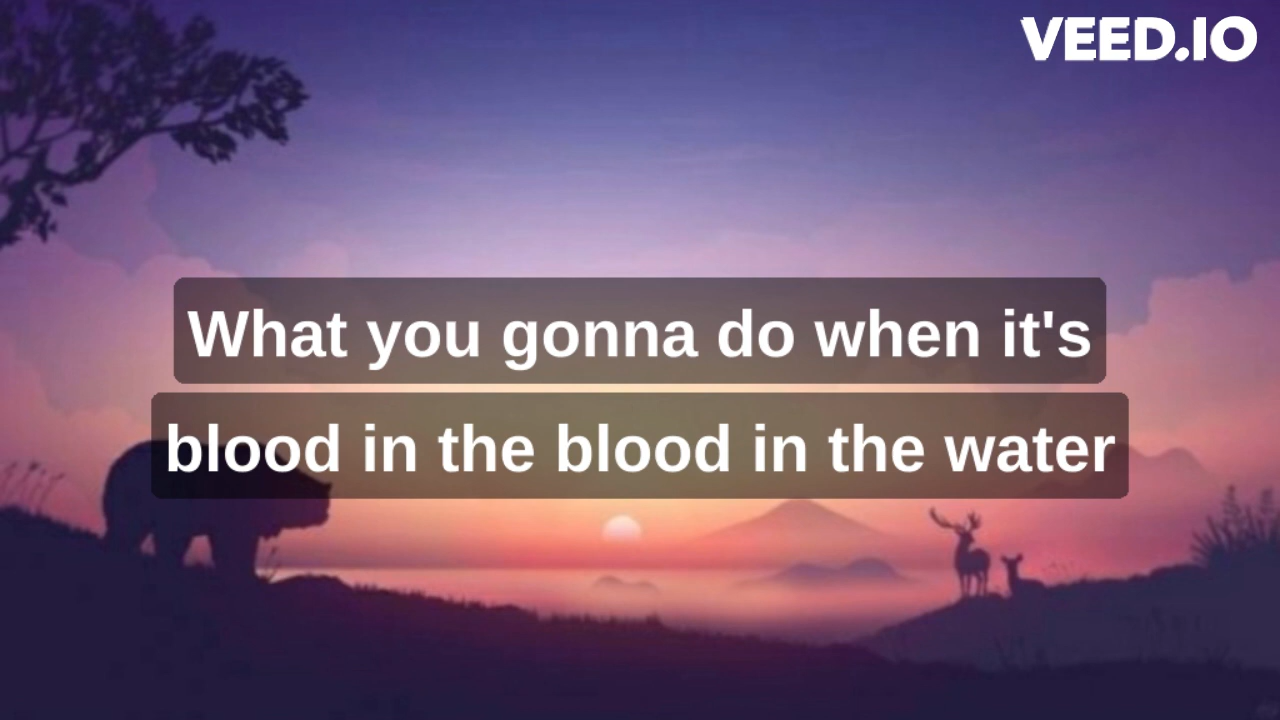 VEED.IO
What you gonna do when it's
blood in the blood in the water